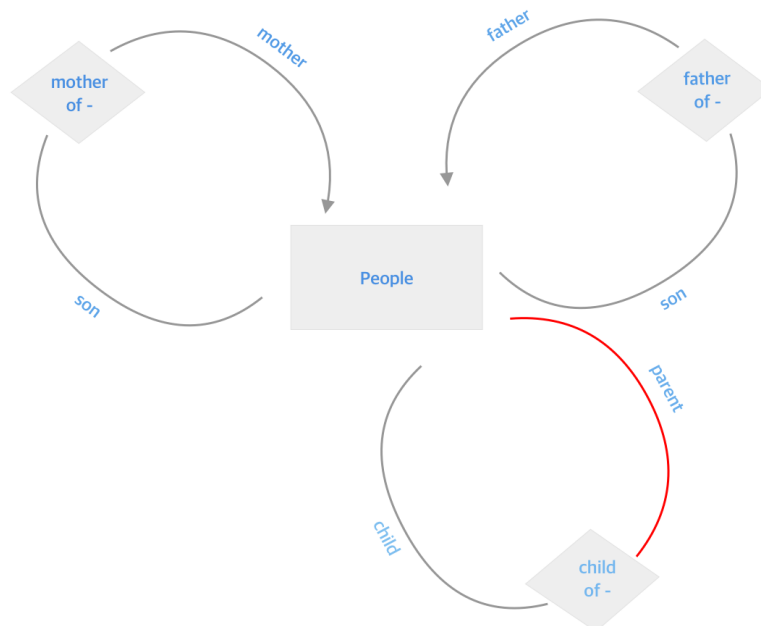 mother
father
mother
of -
father
of -
People
son
son
parent
child
child
of -